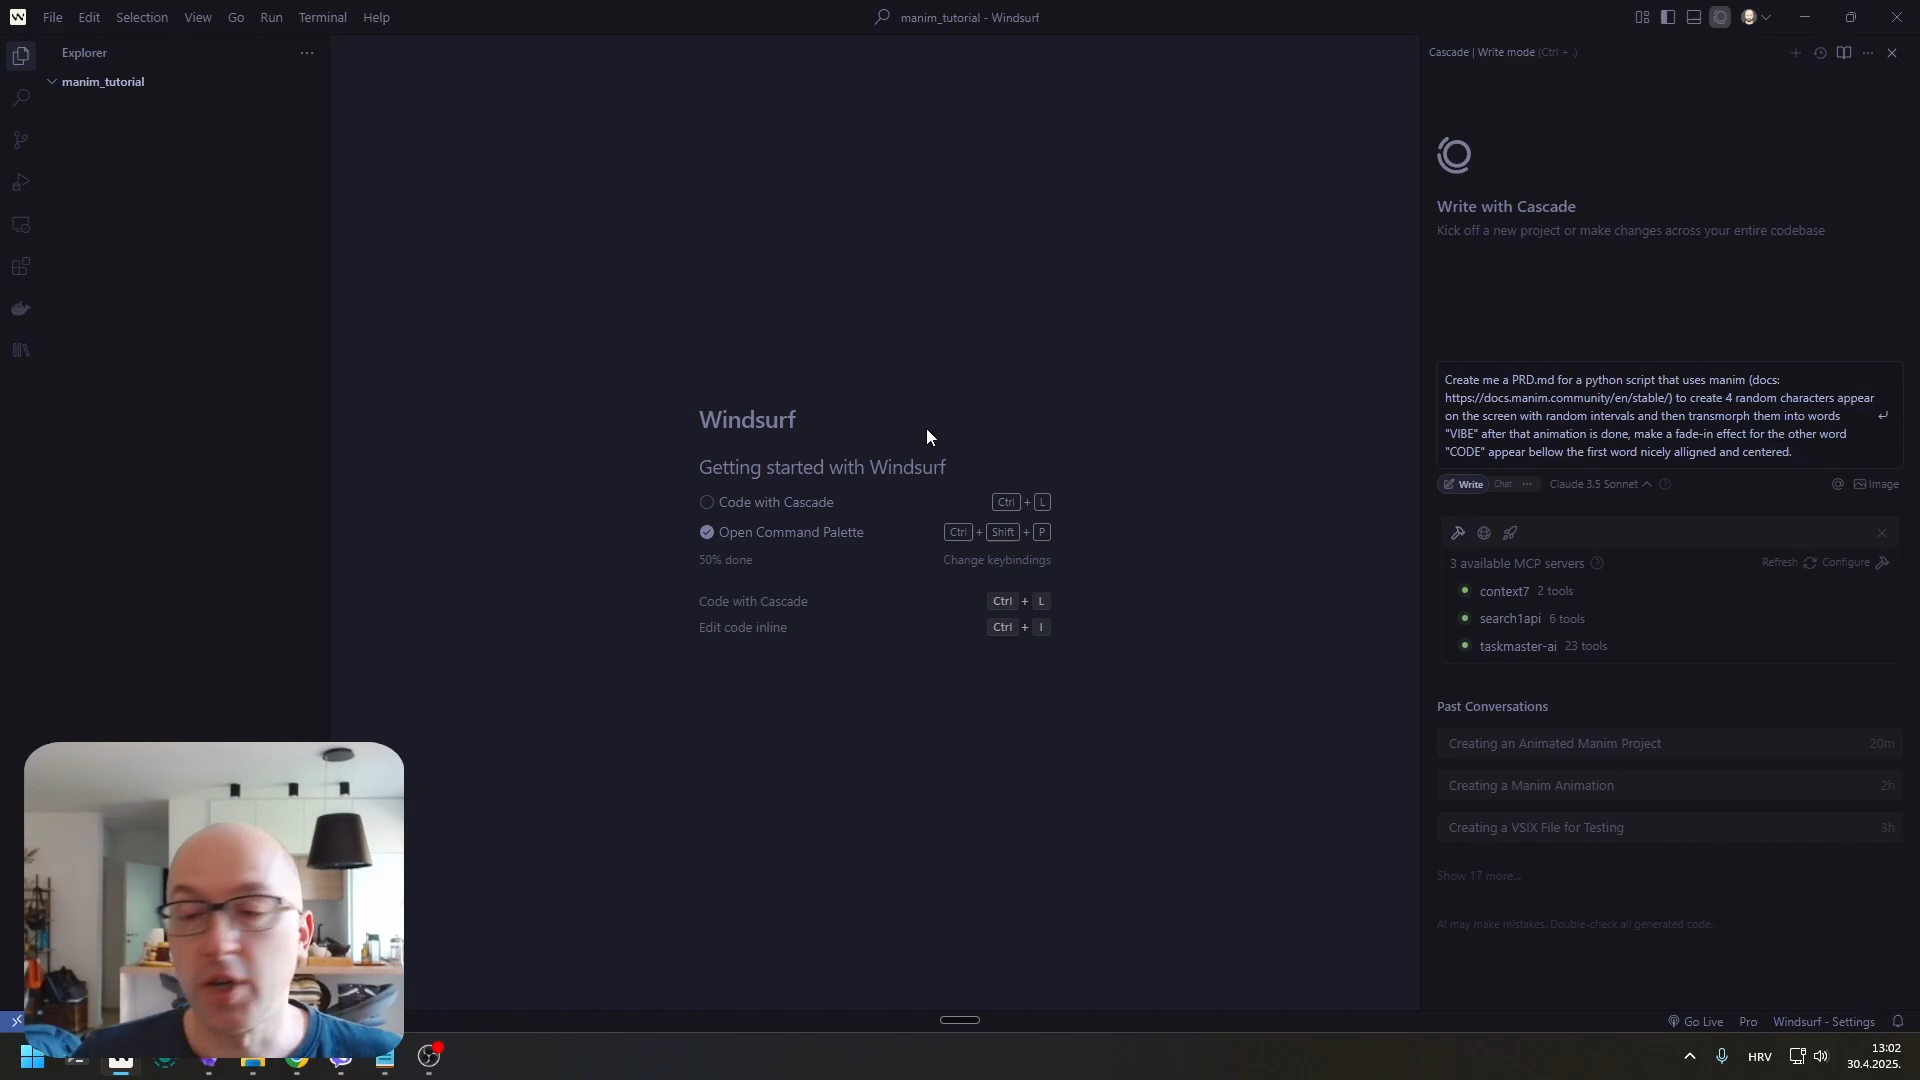 File Edit Selection View Go Run Terminal Help
manim_tutorial - Windsurf
Explorer
manim_tutorial
Windsurf
Getting started with Windsurf
Code with Cascade Ctrl + L
Open Command Palette Ctrl + Shift + P
50% done Change keybindings
Code with Cascade Ctrl + L
Edit code inline Ctrl + I
Cascade | Write mode (Ctrl + .)
Write with Cascade
Kick off a new project or make changes across your entire codebase
Create me a PRD.md for a python script that uses manim (docs:
https://docs.manim.community/en/stable/) to create 4 random characters appear
on the screen with random intervals and then transmorph them into words
"VIBE" after that animation is done, make a fade-in effect for the other word
"CODE" appear bellow the first word nicely alligned and centered.
Write Chat ··· Claude 3.5 Sonnet Image
3 available MCP servers Refresh Configure
context7 2 tools
search1api 6 tools
taskmaster-ai 23 tools
Past Conversations
Creating an Animated Manim Project 20m
Creating a Manim Animation 2h
Creating a VSIX File for Testing 3h
Show 17 more...
AI may make mistakes. Double-check all generated code.
Go Live Pro Windsurf - Settings
HRV
13:02
30.4.2025.